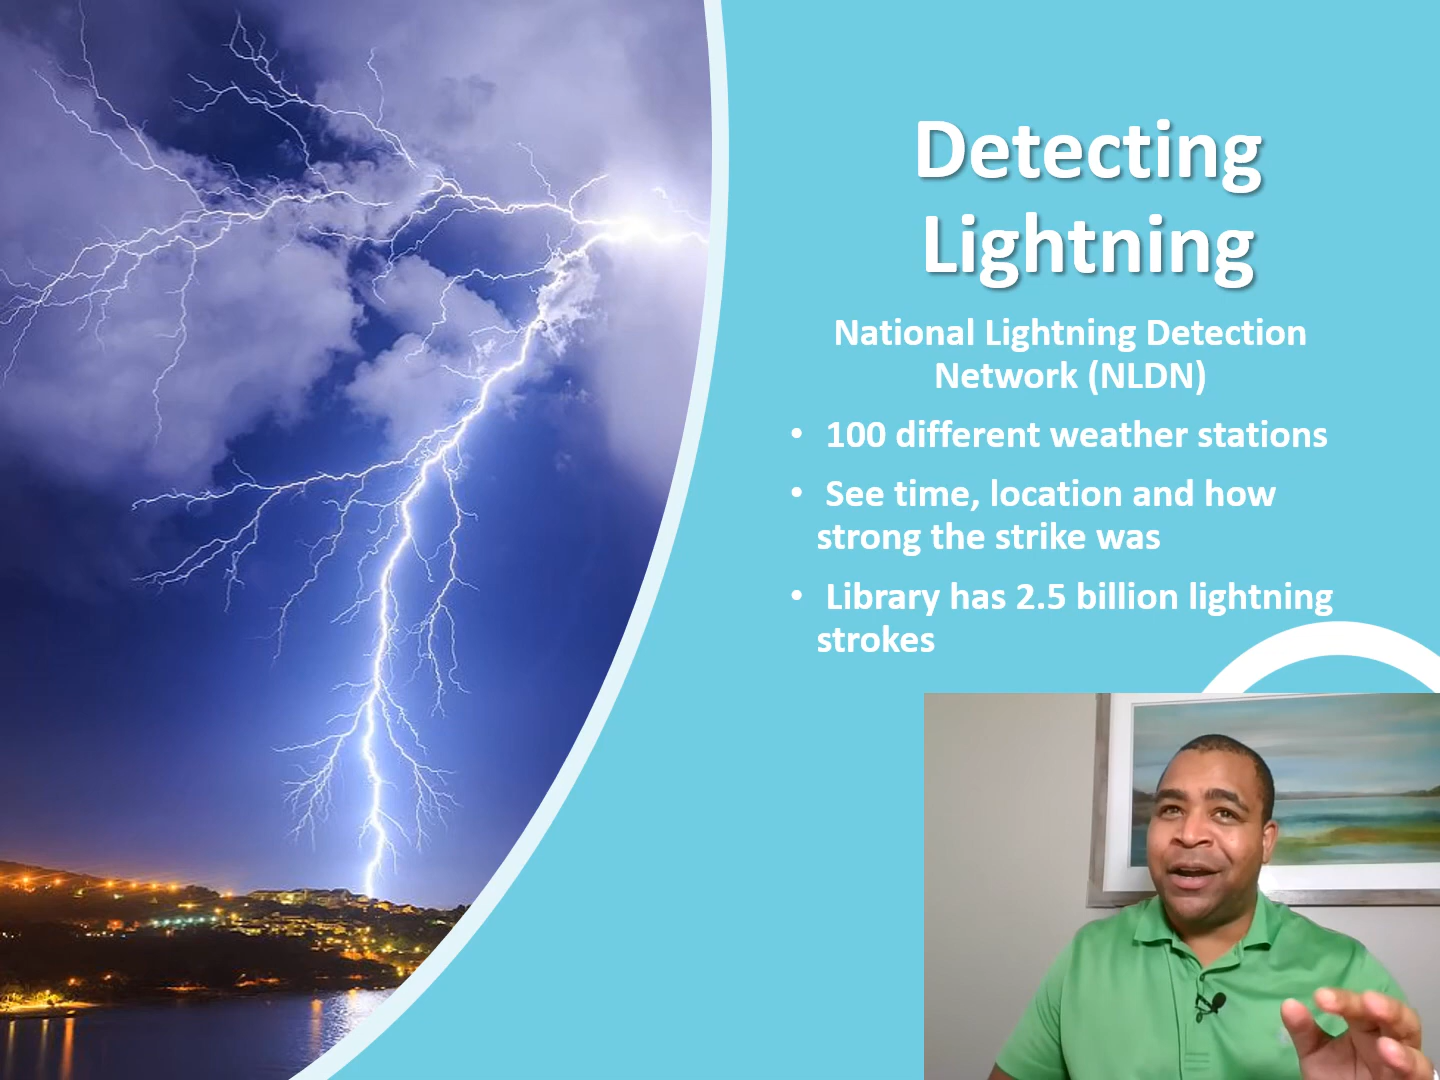 Detecting
Lightning
National Lightning Detection
Network (NLDN)
• 100 different weather stations
• See time, location and how
strong the strike was
• Library has 2.5 billion lightning
strokes